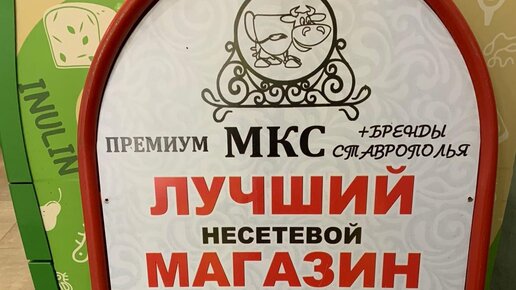 INULIN
ПРЕМИУМ МКС +БРЕНДЫ
СТАВРОПОЛЬЯ
ЛУЧШИЙ
НЕСЕТЕВОЙ
МАГАЗИН